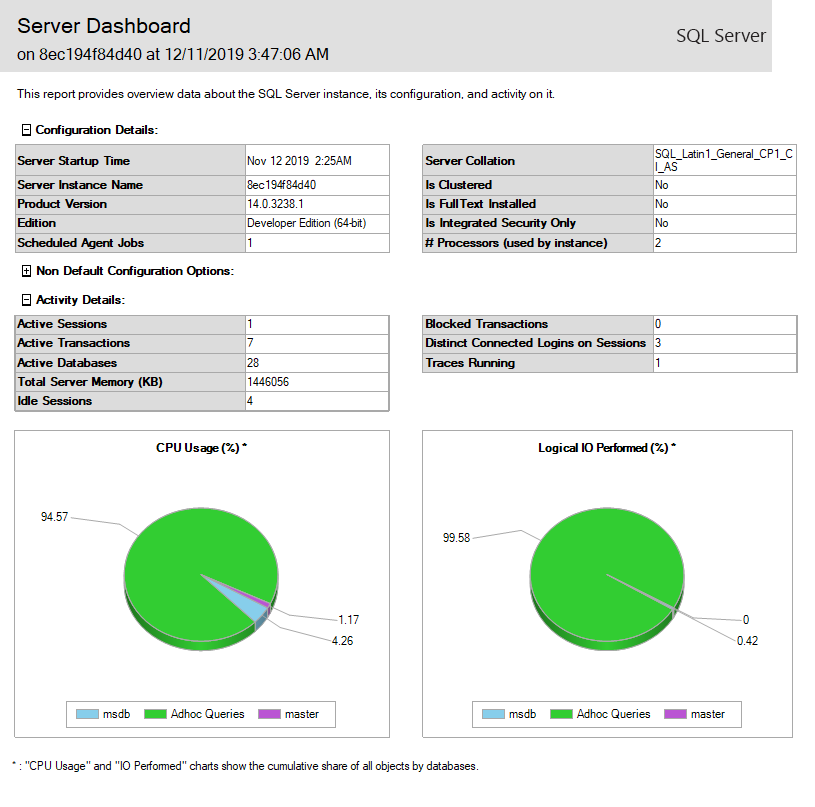 Server Dashboard
on 8ec194f84d40 at 12/11/2019 3:47:06 AM
SQL Server
This report provides overview data about the SQL Server instance, its configuration, and activity on it.
Configuration Details:
Server Startup Time Nov 12 2019 2:25AM
Server Instance Name 8ec194f84d40
Product Version 14.0.3238.1
Edition Developer Edition (64-bit)
Scheduled Agent Jobs 1
Server Collation SQL_Latin1_General_CP1_C
I_AS
Is Clustered No
Is FullText Installed No
Is Integrated Security Only No
# Processors (used by instance) 2
Non Default Configuration Options:
Activity Details:
Active Sessions 1
Active Transactions 7
Active Databases 28
Total Server Memory (KB) 1446056
Idle Sessions 4
Blocked Transactions 0
Distinct Connected Logins on Sessions 3
Traces Running 1
CPU Usage (%) *
94.57
1.17
4.26
msdb Adhoc Queries master
Logical IO Performed (%) *
99.58
0
0.42
msdb Adhoc Queries master
* : "CPU Usage" and "IO Performed" charts show the cumulative share of all objects by databases.